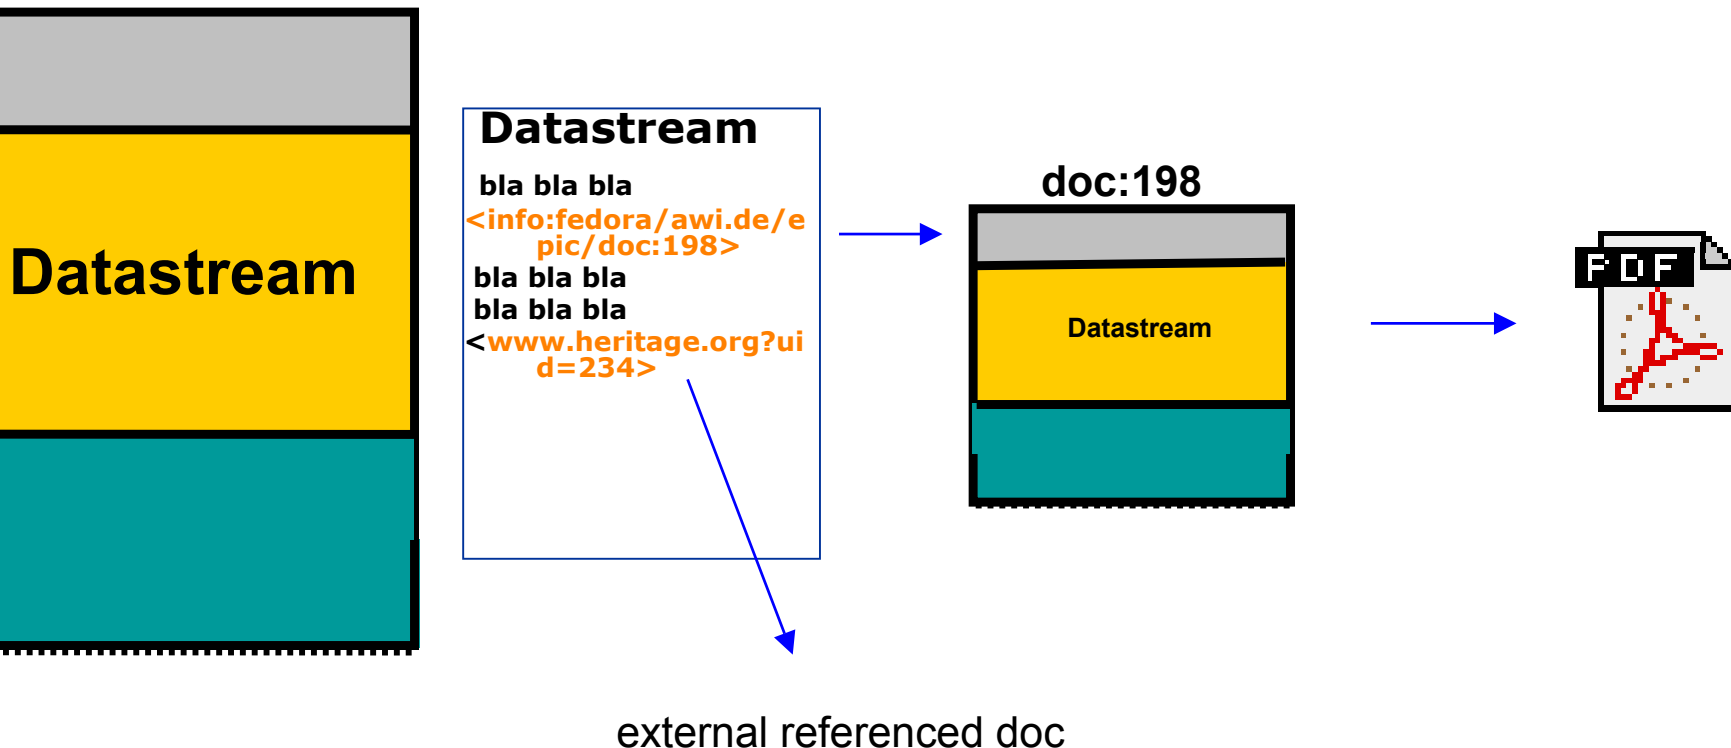 Datastream
Datastream
bla bla bla
<info:fedora/awi.de/e
pic/doc:198>
bla bla bla
bla bla bla
<www.heritage.org?ui
d=234>
doc:198
Datastream
PDF
external referenced doc